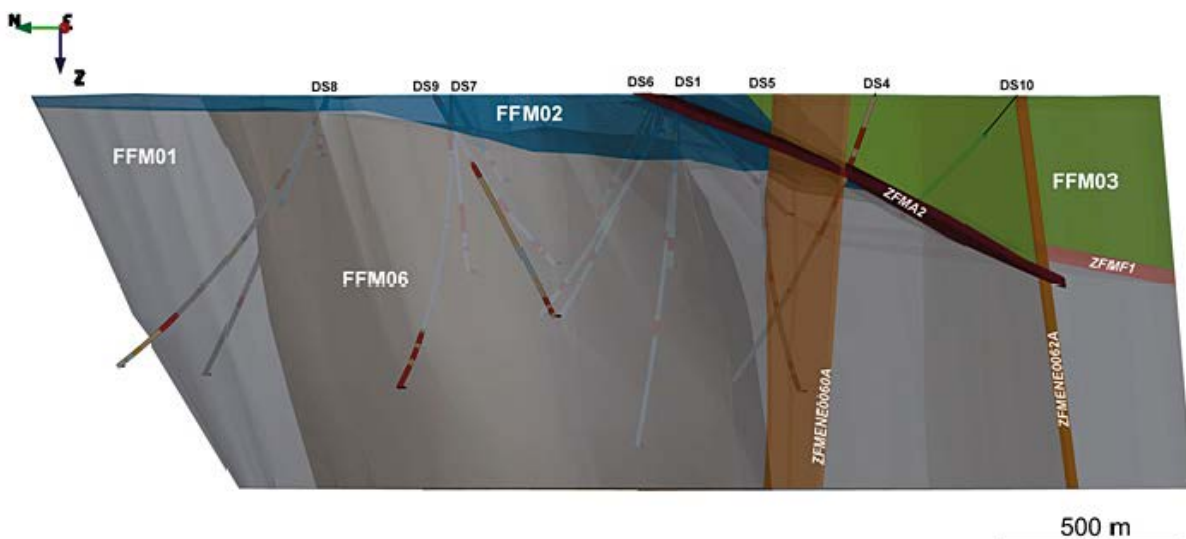 N
E
Z
DS8 DS9 DS7 DS6 DS1 DS5 DS4 DS10
FFM02
FFM01
FFM03
ZFMA2
ZFMF1
FFM06
ZFMENE0060A
ZFMENE0062A
500 m